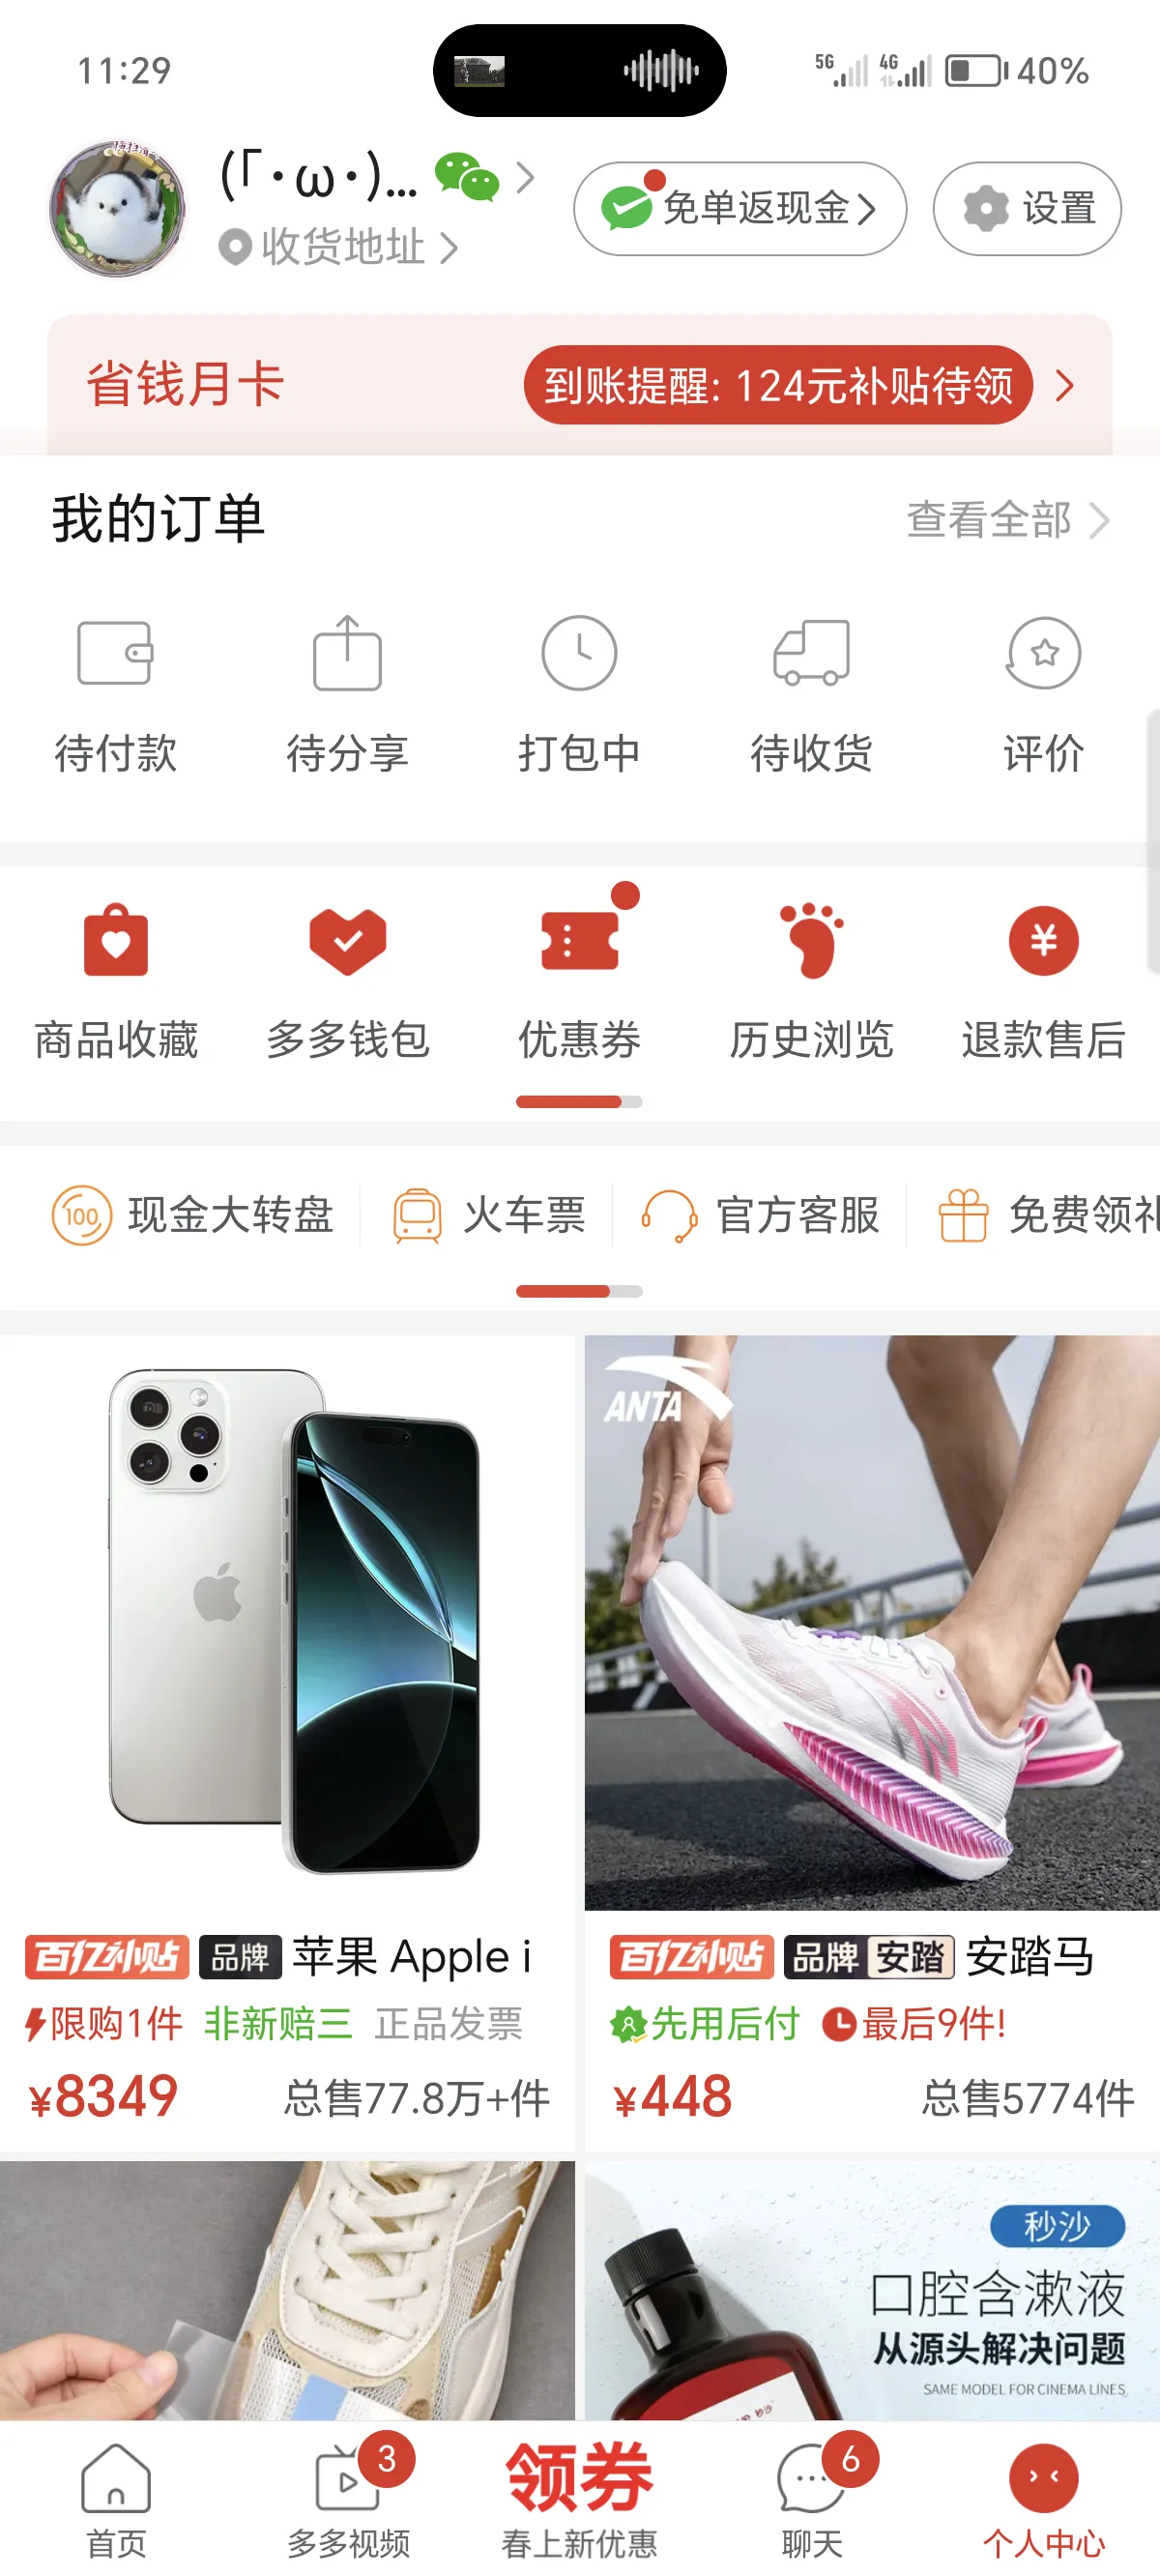 11:29
5G
4G
40%
(｢・ω・)...
免单返现金
设置
收货地址
省钱月卡
到账提醒: 124元补贴待领
我的订单
查看全部
待付款
待分享
打包中
待收货
评价
商品收藏
多多钱包
优惠券
历史浏览
退款售后
100
现金大转盘
火车票
官方客服
免费领礼
ANTA
百亿补贴 品牌 苹果 Apple i
限购1件 非新赔三 正品发票
¥8349 总售77.8万+件
百亿补贴 品牌 安踏 安踏马
先用后付 最后9件!
¥448 总售5774件
秒沙
口腔含漱液
从源头解决问题
SAME MODEL FOR CINEMA LINES
秒沙
3
领券
6
首页
多多视频
春上新优惠
聊天
个人中心